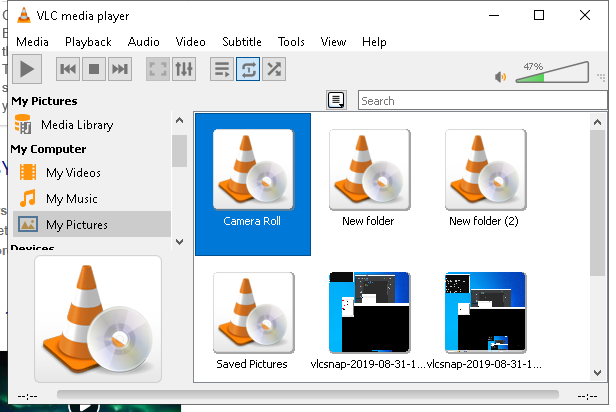 VLC media player
Media Playback Audio Video Subtitle Tools View Help
47%
My Pictures
Search
Media Library
My Computer
My Videos
My Music
My Pictures
Devices
Camera Roll
New folder
New folder (2)
Saved Pictures
vlcsnap-2019-08-31-1...
vlcsnap-2019-08-31-1...
--:--
--:--